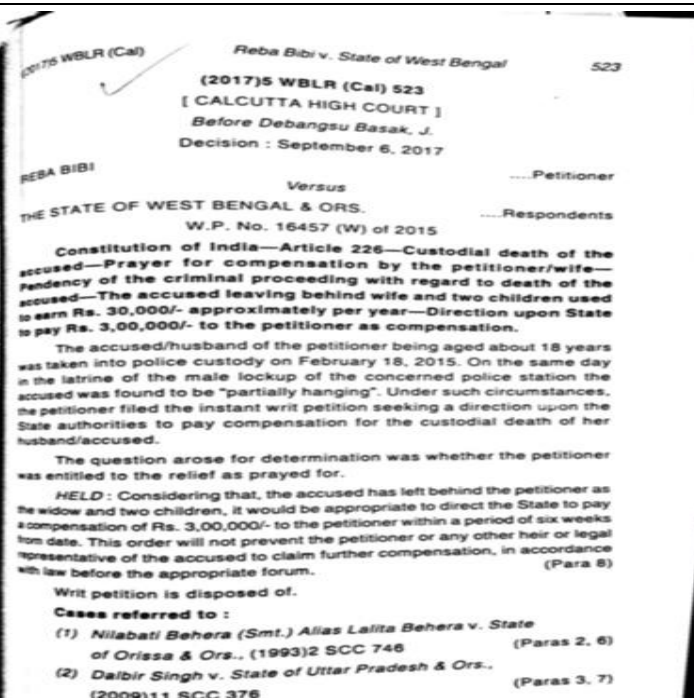 (2017)5 WBLR (Cal) Reba Bibi v. State of West Bengal 523
(2017)5 WBLR (Cal) 523
[ CALCUTTA HIGH COURT ]
Before Debangsu Basak, J.
Decision : September 6, 2017
REBA BIBI ....Petitioner
Versus
THE STATE OF WEST BENGAL & ORS. ....Respondents
W.P. No. 16457 (W) of 2015
Constitution of India—Article 226—Custodial death of the
accused—Prayer for compensation by the petitioner/wife—
Pendency of the criminal proceeding with regard to death of the
accused—The accused leaving behind wife and two children used
to earn Rs. 30,000/- approximately per year—Direction upon State
to pay Rs. 3,00,000/- to the petitioner as compensation.
The accused/husband of the petitioner being aged about 18 years
was taken into police custody on February 18, 2015. On the same day
in the latrine of the male lockup of the concerned police station the
accused was found to be "partially hanging". Under such circumstances,
the petitioner filed the instant writ petition seeking a direction upon the
State authorities to pay compensation for the custodial death of her
husband/accused.
The question arose for determination was whether the petitioner
was entitled to the relief as prayed for.
HELD : Considering that, the accused has left behind the petitioner as
the widow and two children, it would be appropriate to direct the State to pay
a compensation of Rs. 3,00,000/- to the petitioner within a period of six weeks
from date. This order will not prevent the petitioner or any other heir or legal
representative of the accused to claim further compensation, in accordance
with law before the appropriate forum. (Para 8)
Writ petition is disposed of.
Cases referred to :
(1) Nilabati Behera (Smt.) Alias Lalita Behera v. State
of Orissa & Ors., (1993)2 SCC 746 (Paras 2, 6)
(2) Dalbir Singh v. State of Uttar Pradesh & Ors.,
(2009)11 SCC 376 (Paras 3, 7)